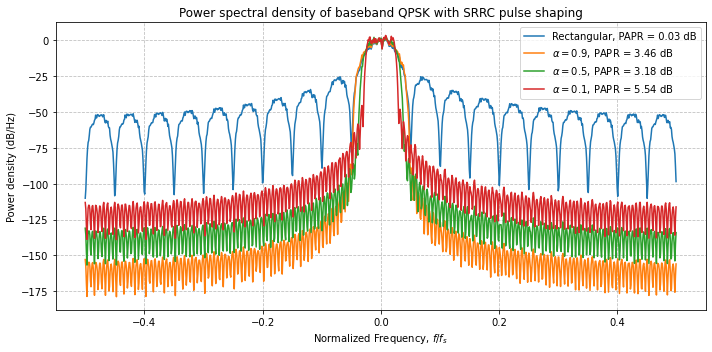 Power spectral density of baseband QPSK with SRRC pulse shaping
Rectangular, PAPR = 0.03 dB
α = 0.9, PAPR = 3.46 dB
α = 0.5, PAPR = 3.18 dB
α = 0.1, PAPR = 5.54 dB
Power density (dB/Hz)
0
−25
−50
−75
−100
−125
−150
−175
−0.4 −0.2 0.0 0.2 0.4
Normalized Frequency, f/fₛ